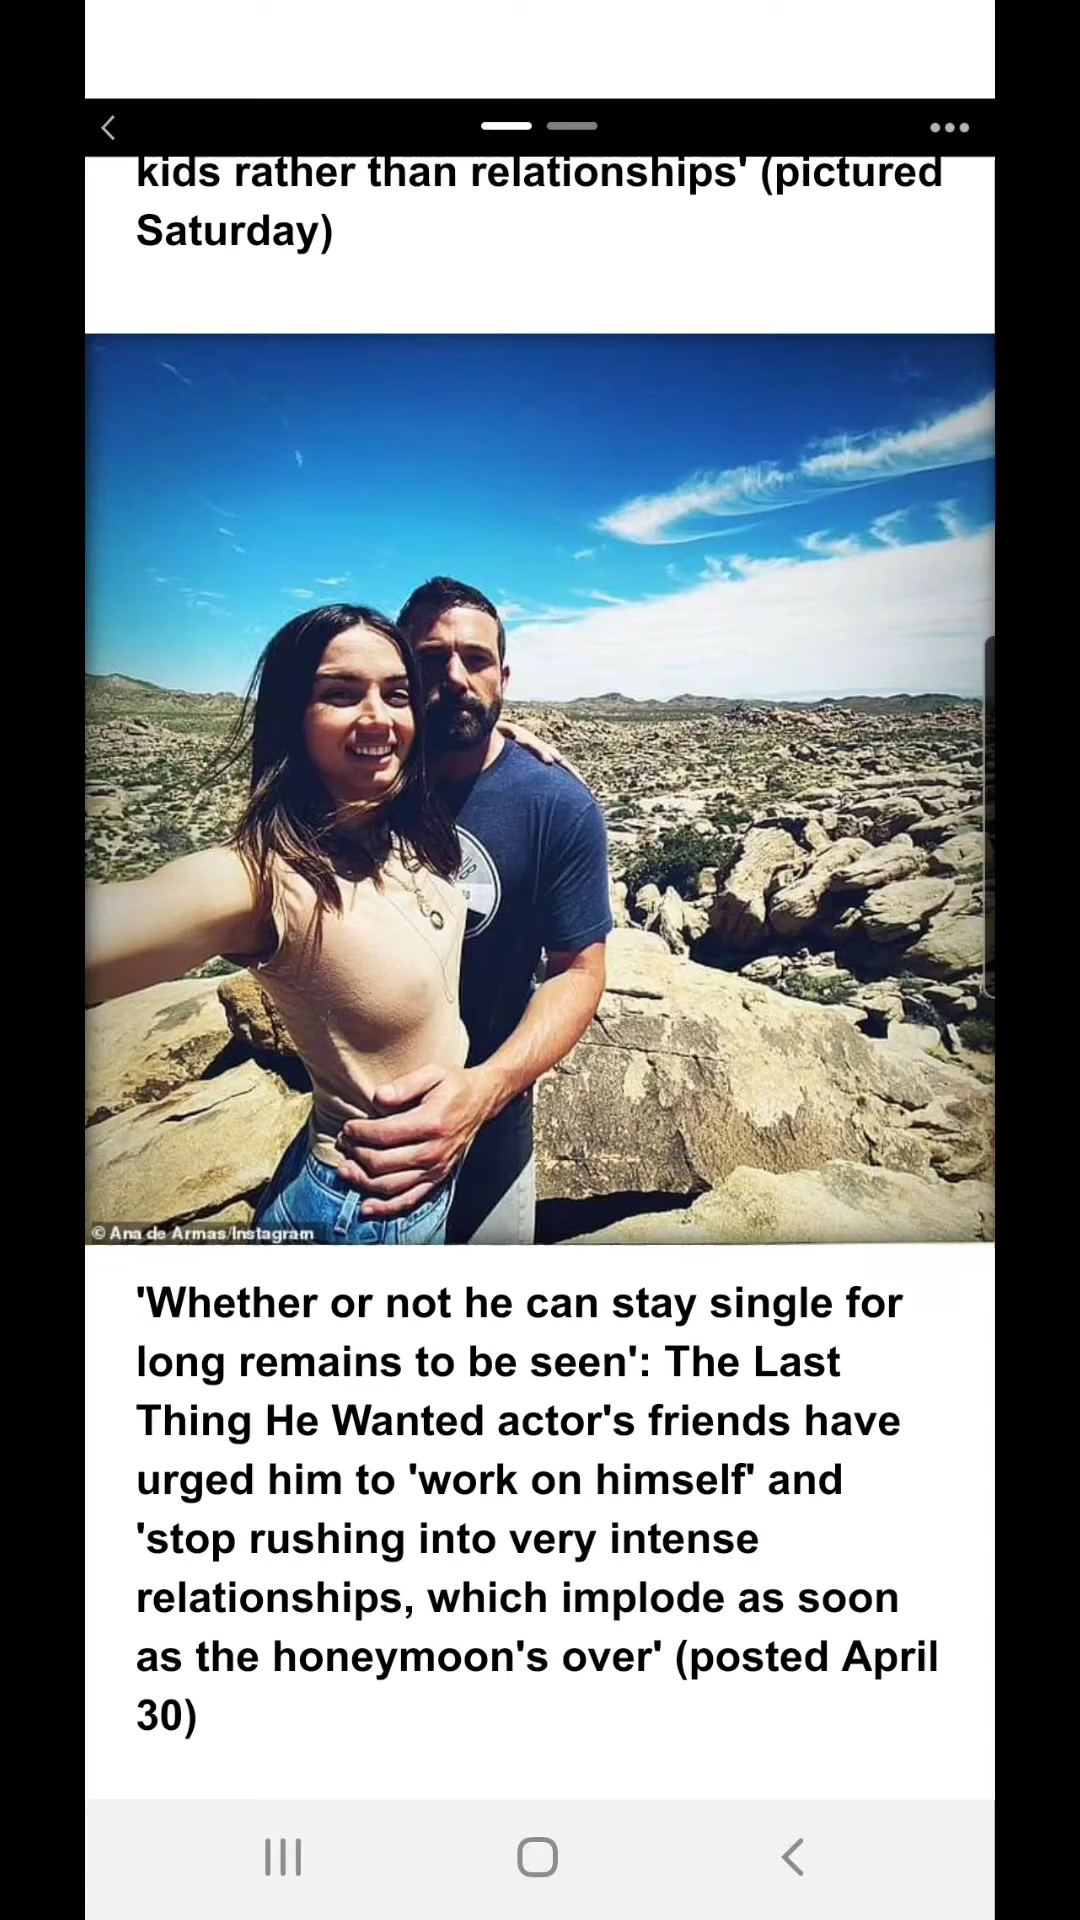 kids rather than relationships' (pictured
Saturday)
© Ana de Armas/Instagram
'Whether or not he can stay single for
long remains to be seen': The Last
Thing He Wanted actor's friends have
urged him to 'work on himself' and
'stop rushing into very intense
relationships, which implode as soon
as the honeymoon's over' (posted April
30)